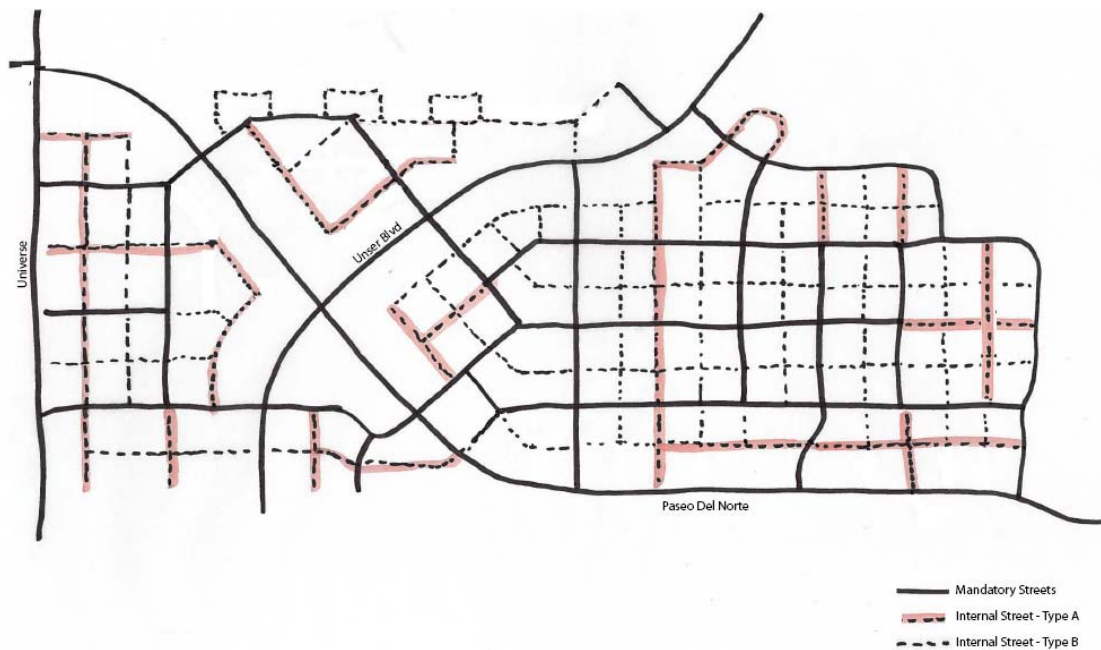 Universe
Unser Blvd
Paseo Del Norte
Mandatory Streets
Internal Street - Type A
Internal Street - Type B